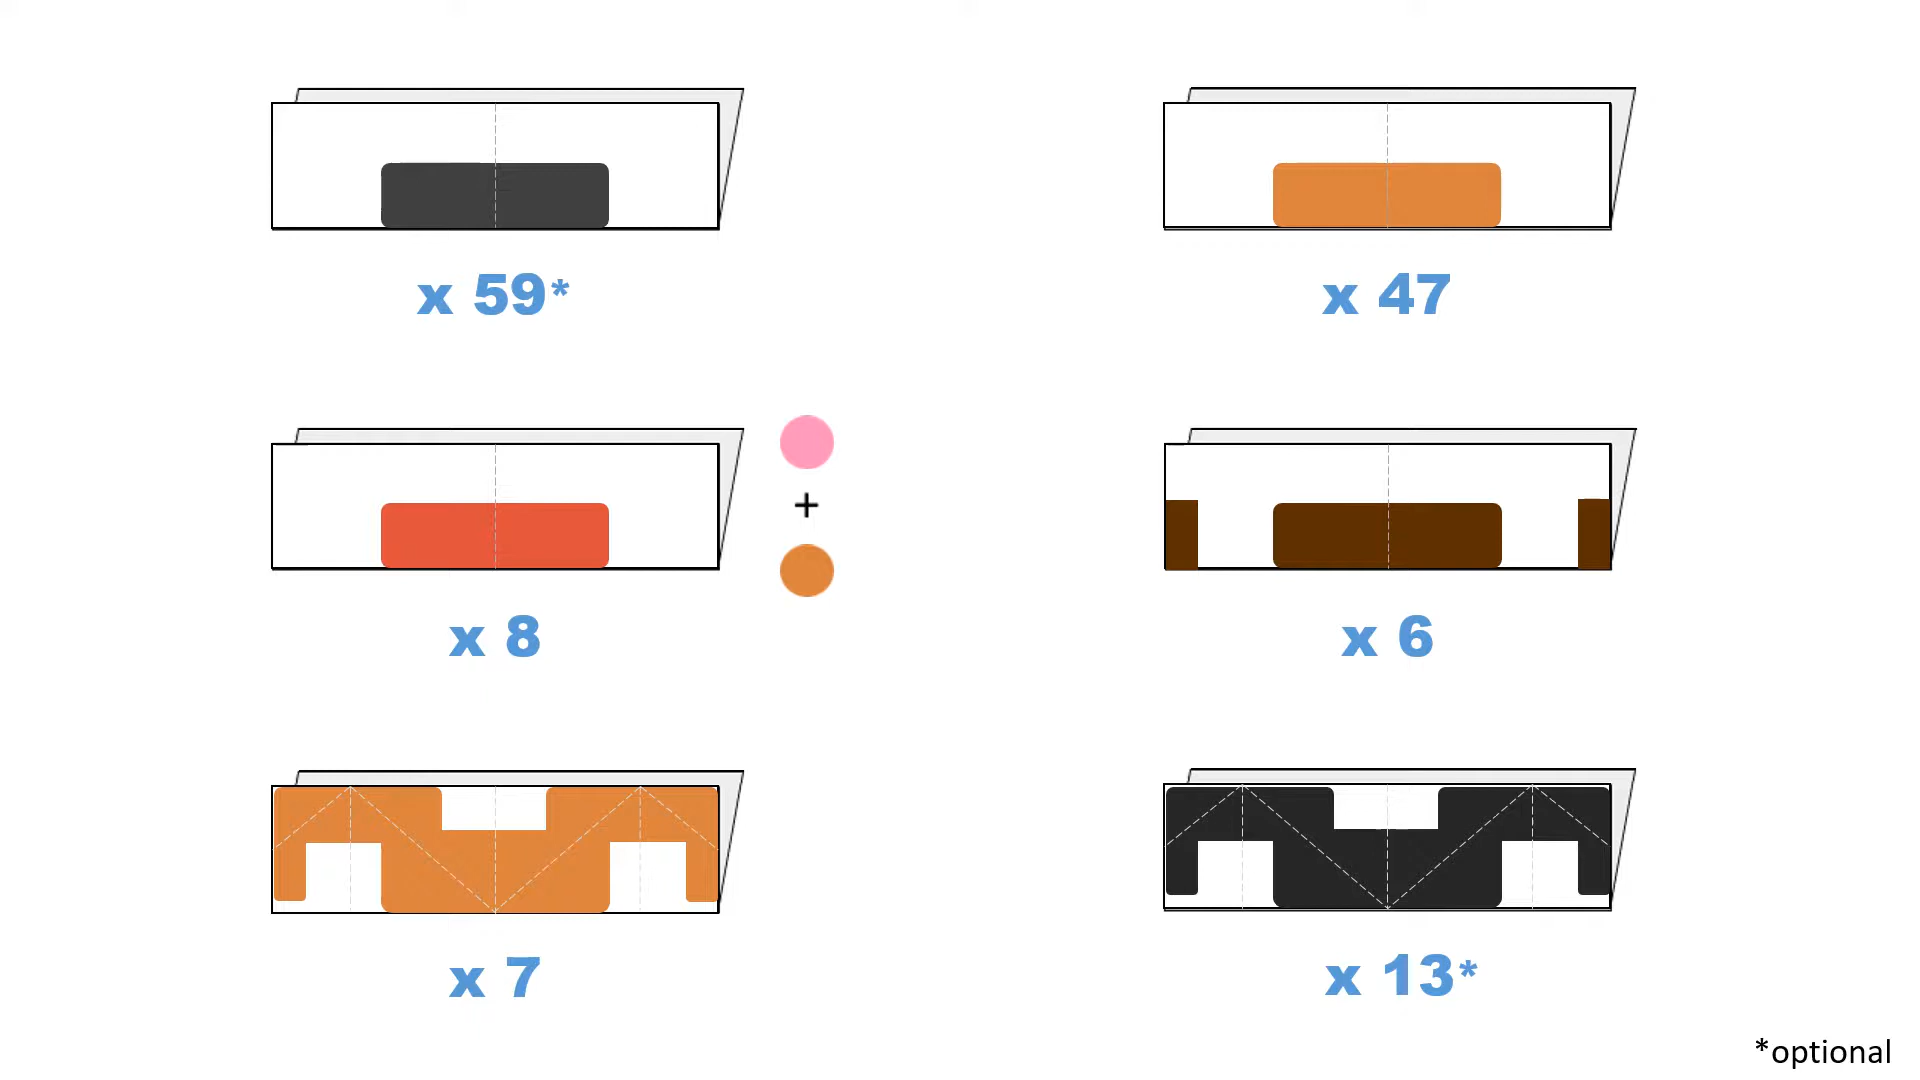 x 59*
x 47
+
x 8
x 6
x 7
x 13*
*optional